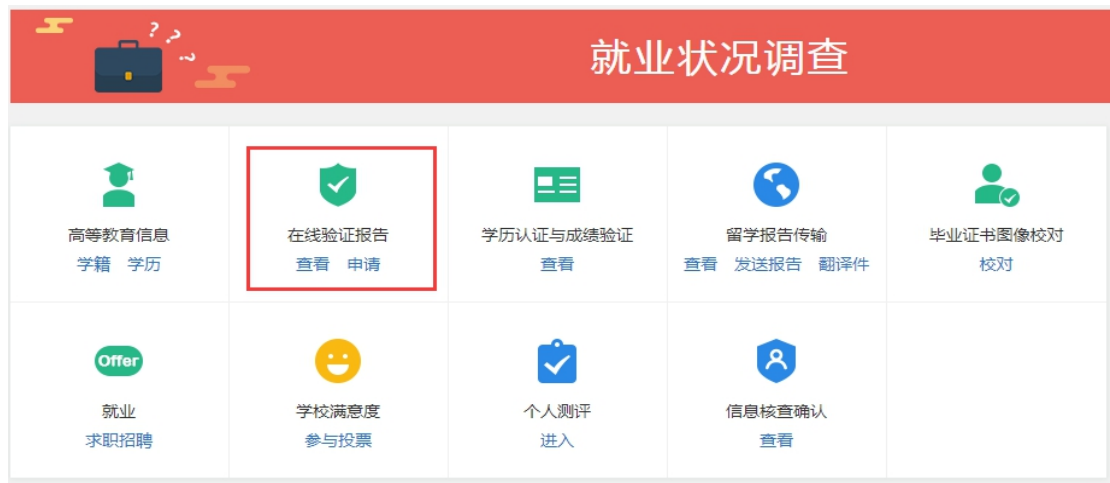 就业状况调查
高等教育信息 在线验证报告 学历认证与成绩验证 留学报告传输 毕业证书图像校对
学籍 学历 查看 申请 查看 查看 发送报告 翻译件 校对
Offer
就业 学校满意度 个人测评 信息核查确认
求职招聘 参与投票 进入 查看